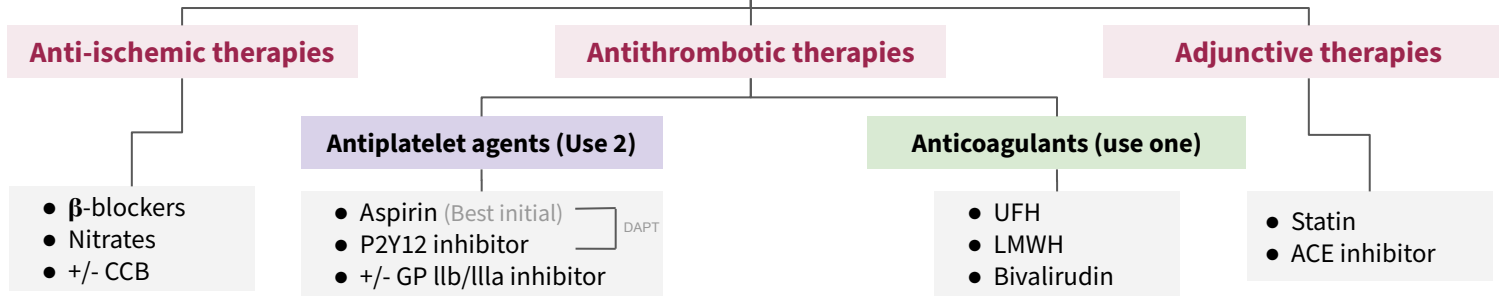 Anti-ischemic therapies
Antithrombotic therapies
Adjunctive therapies
Antiplatelet agents (Use 2)
Anticoagulants (use one)
● β-blockers
● Nitrates
● +/- CCB
● Aspirin (Best initial)
● P2Y12 inhibitor
● +/- GP llb/llla inhibitor
DAPT
● UFH
● LMWH
● Bivalirudin
● Statin
● ACE inhibitor